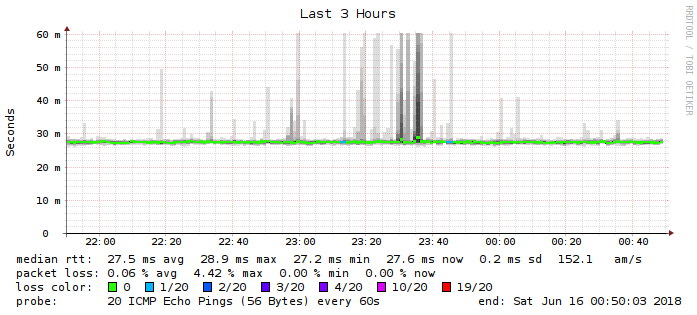 Last 3 Hours
RRDTOOL / TOBI OETIKER
Seconds
60 m
50 m
40 m
30 m
20 m
10 m
0
22:00 22:20 22:40 23:00 23:20 23:40 00:00 00:20 00:40
median rtt: 27.5 ms avg 28.9 ms max 27.2 ms min 27.6 ms now 0.2 ms sd 152.1 am/s
packet loss: 0.06 % avg 4.42 % max 0.00 % min 0.00 % now
loss color: 0 1/20 2/20 3/20 4/20 10/20 19/20
probe: 20 ICMP Echo Pings (56 Bytes) every 60s end: Sat Jun 16 00:50:03 2018